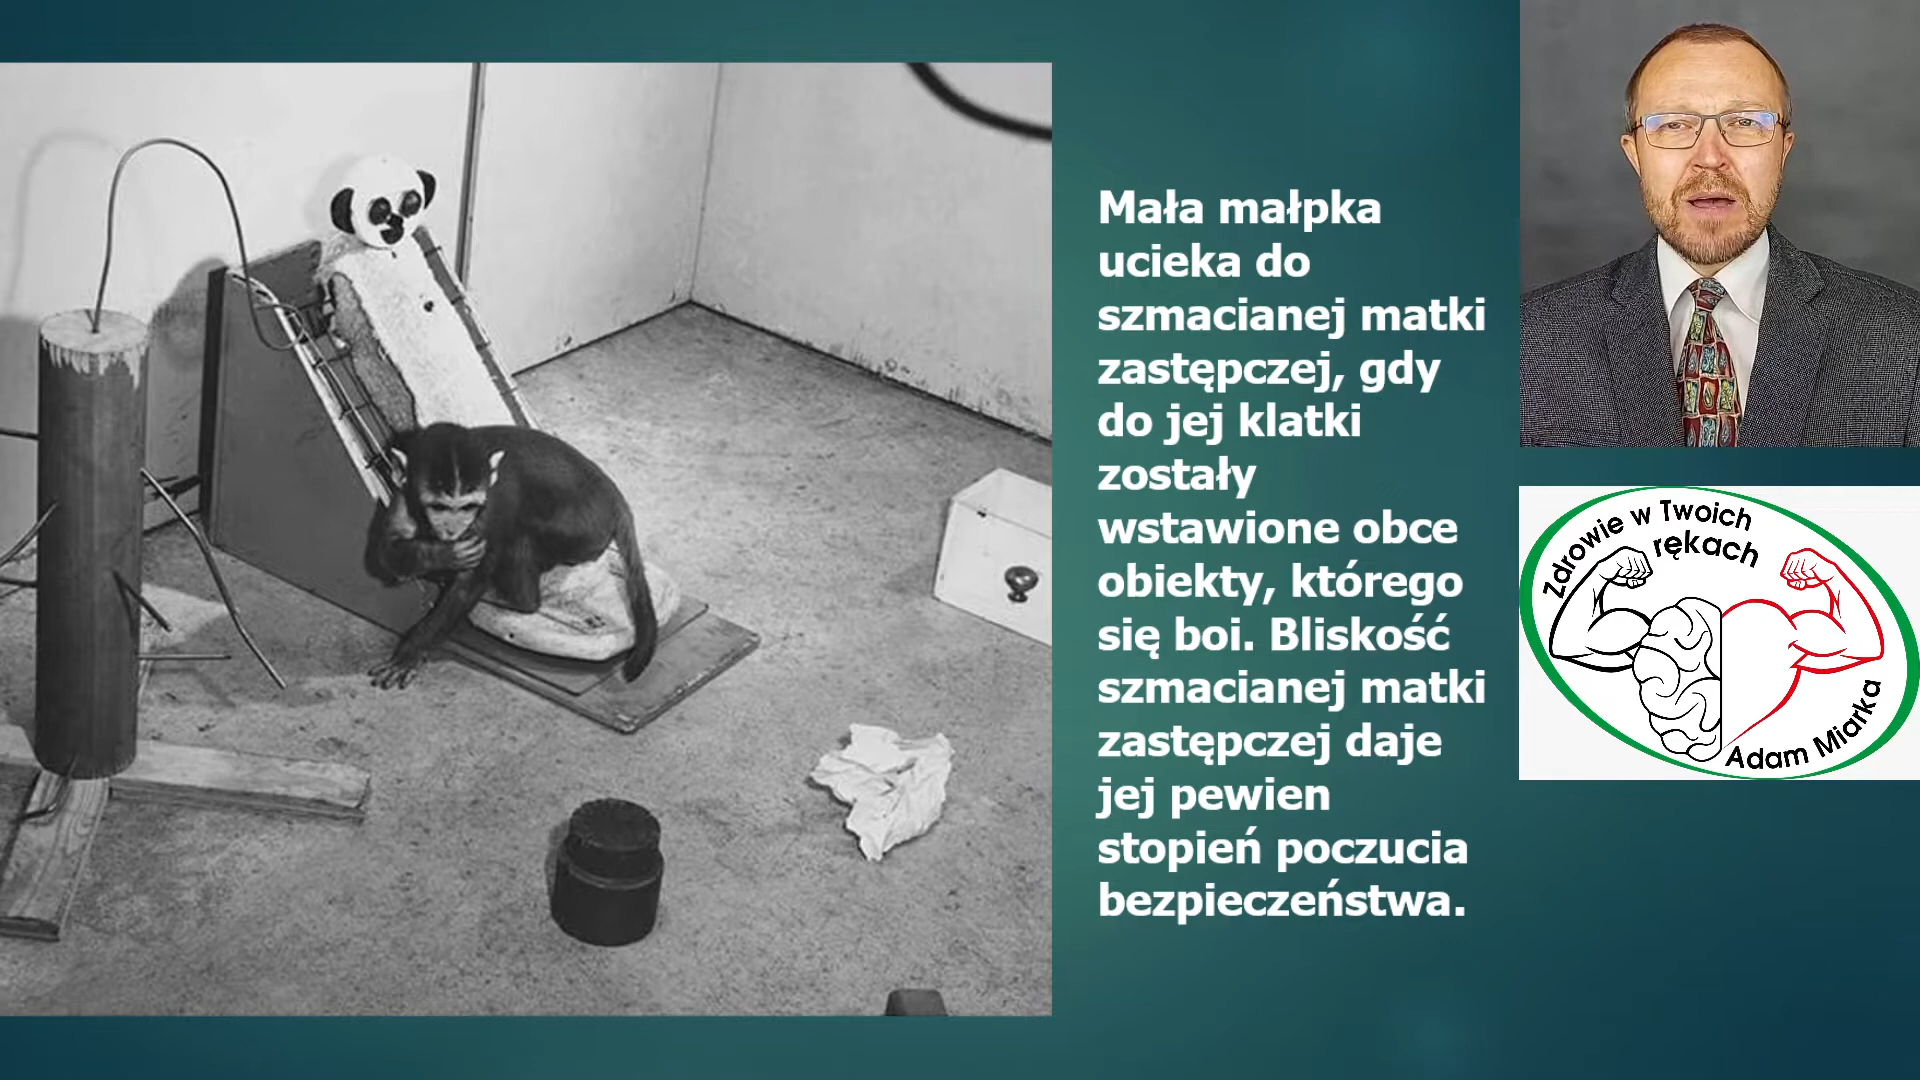 Mała małpka
ucieka do
szmacianej matki
zastępczej, gdy
do jej klatki
zostały
wstawione obce
obiekty, którego
się boi. Bliskość
szmacianej matki
zastępczej daje
jej pewien
stopień poczucia
bezpieczeństwa.
Zdrowie w Twoich
rękach
Adam Miarka